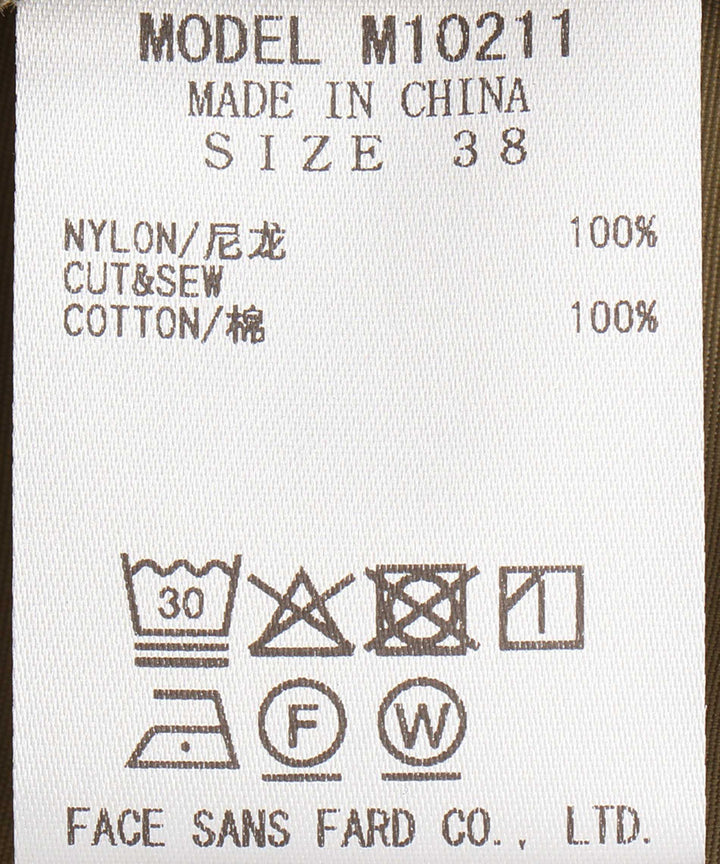 MODEL M10211
MADE IN CHINA
SIZE 38
NYLON/尼龙 100%
CUT&SEW
COTTON/棉 100%
30
F W
FACE SANS FARD CO., LTD.